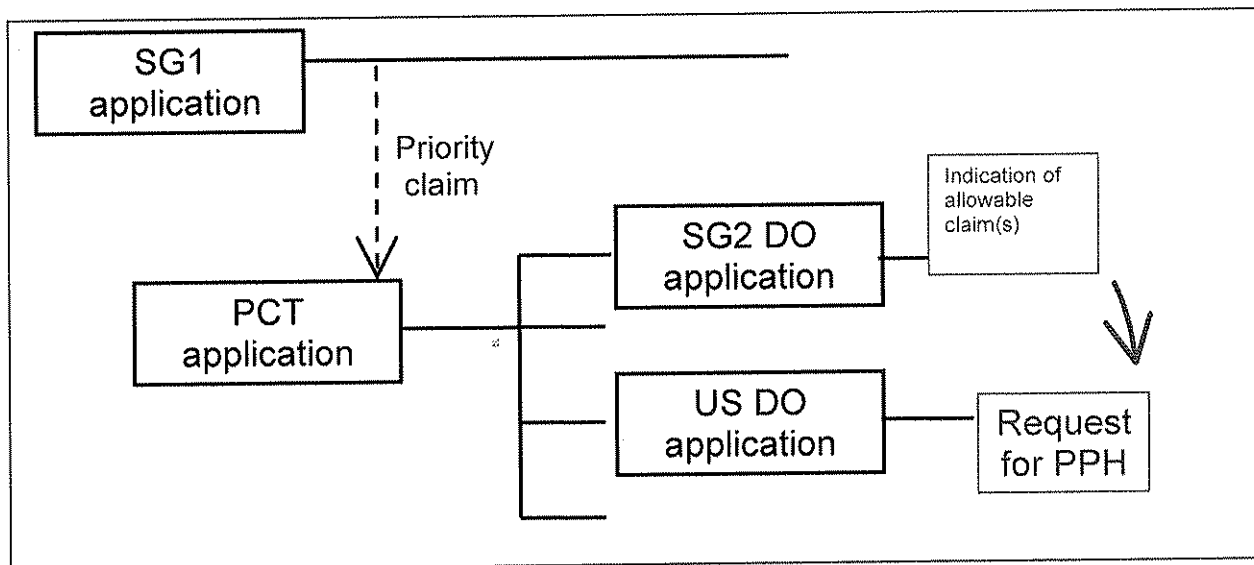 SG1
application
Priority
claim
PCT
application
SG2 DO
application
Indication of
allowable
claim(s)
US DO
application
Request
for PPH